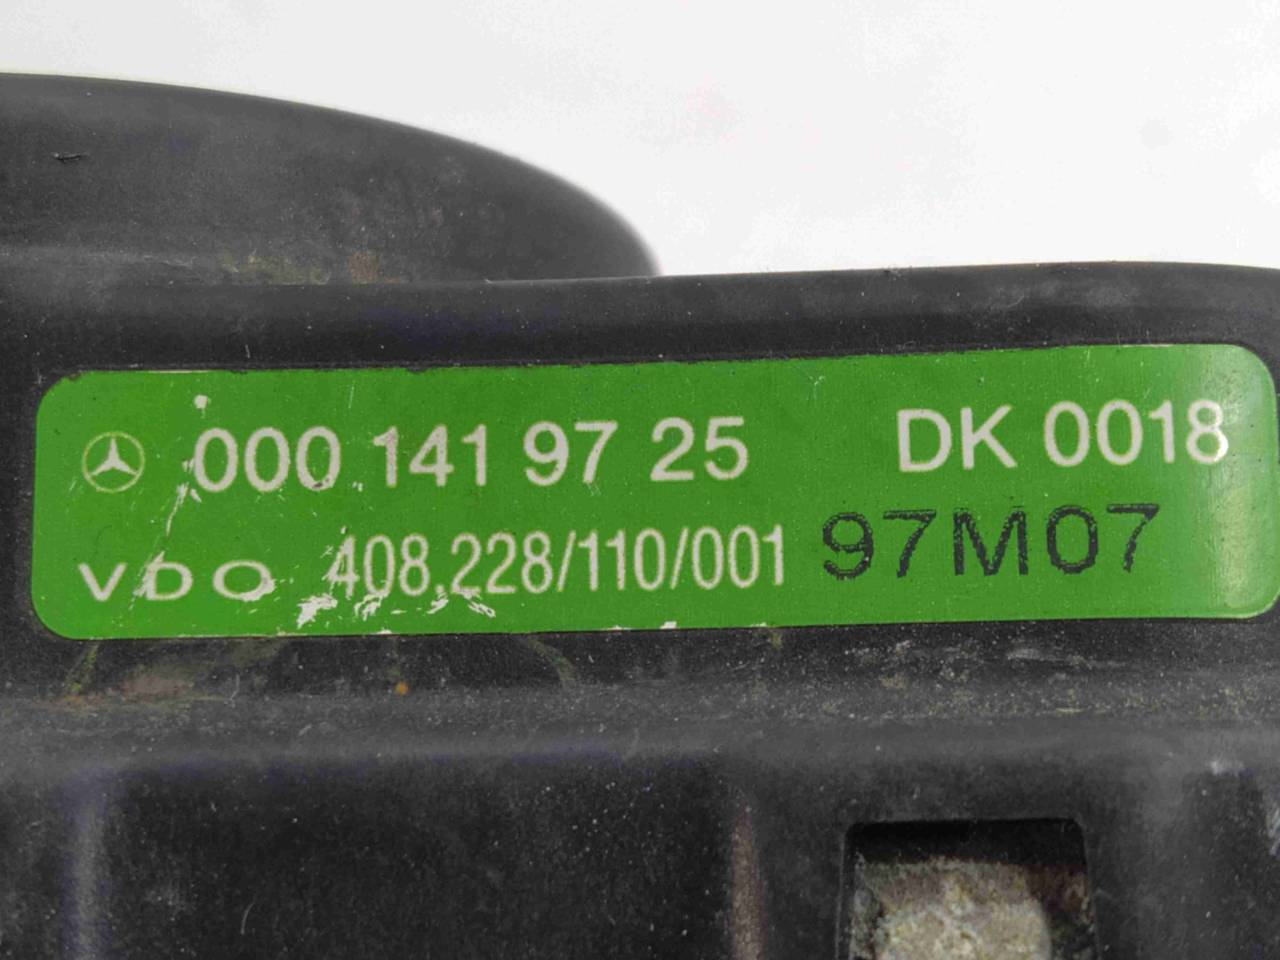 000 141 97 25 DK 0018
VDO 408.228/110/001 97M07